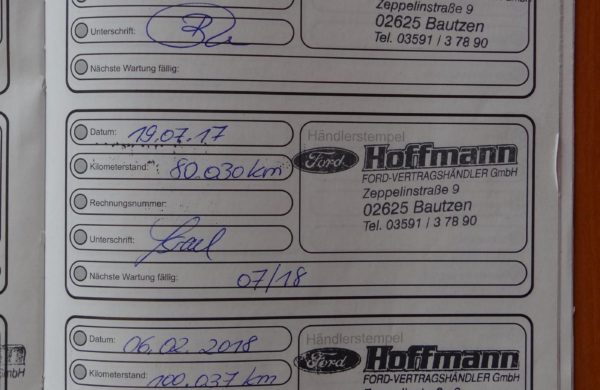 Zeppelinstraße 9
02625 Bautzen
Tel. 03591 / 3 78 90
Unterschrift:
Nächste Wartung fällig:
Datum: 19.07.17
Kilometerstand: 80.030 km
Rechnungsnummer:
Unterschrift:
Nächste Wartung fällig: 07/18
Händlerstempel
Ford Hoffmann
FORD-VERTRAGSHÄNDLER GmbH
Zeppelinstraße 9
02625 Bautzen
Tel. 03591 / 3 78 90
Datum: 06.02.2018
Kilometerstand: 100.037 km
Händlerstempel
Ford Hoffmann
FORD-VERTRAGSHÄNDLER GmbH